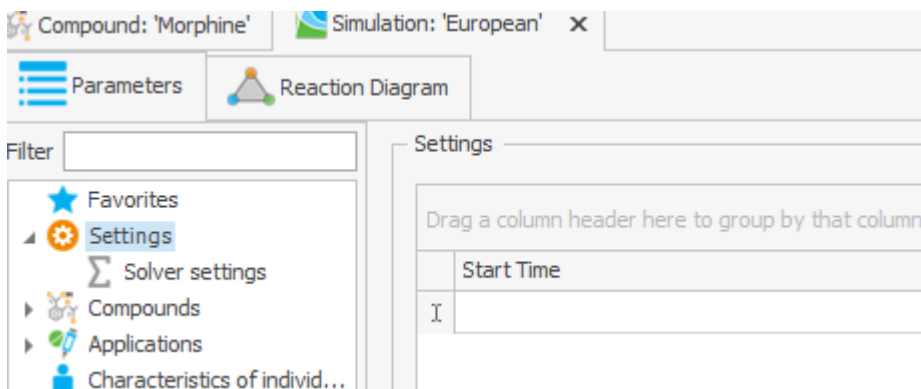 Compound: 'Morphine' Simulation: 'European'
Parameters Reaction Diagram
Filter
Favorites
Settings
Solver settings
Compounds
Applications
Characteristics of individ...
Settings
Drag a column header here to group by that column
Start Time